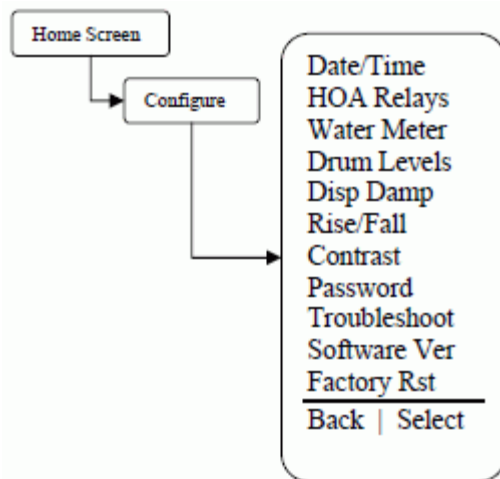 Home Screen
Configure
Date/Time
HOA Relays
Water Meter
Drum Levels
Disp Damp
Rise/Fall
Contrast
Password
Troubleshoot
Software Ver
Factory Rst
Back | Select